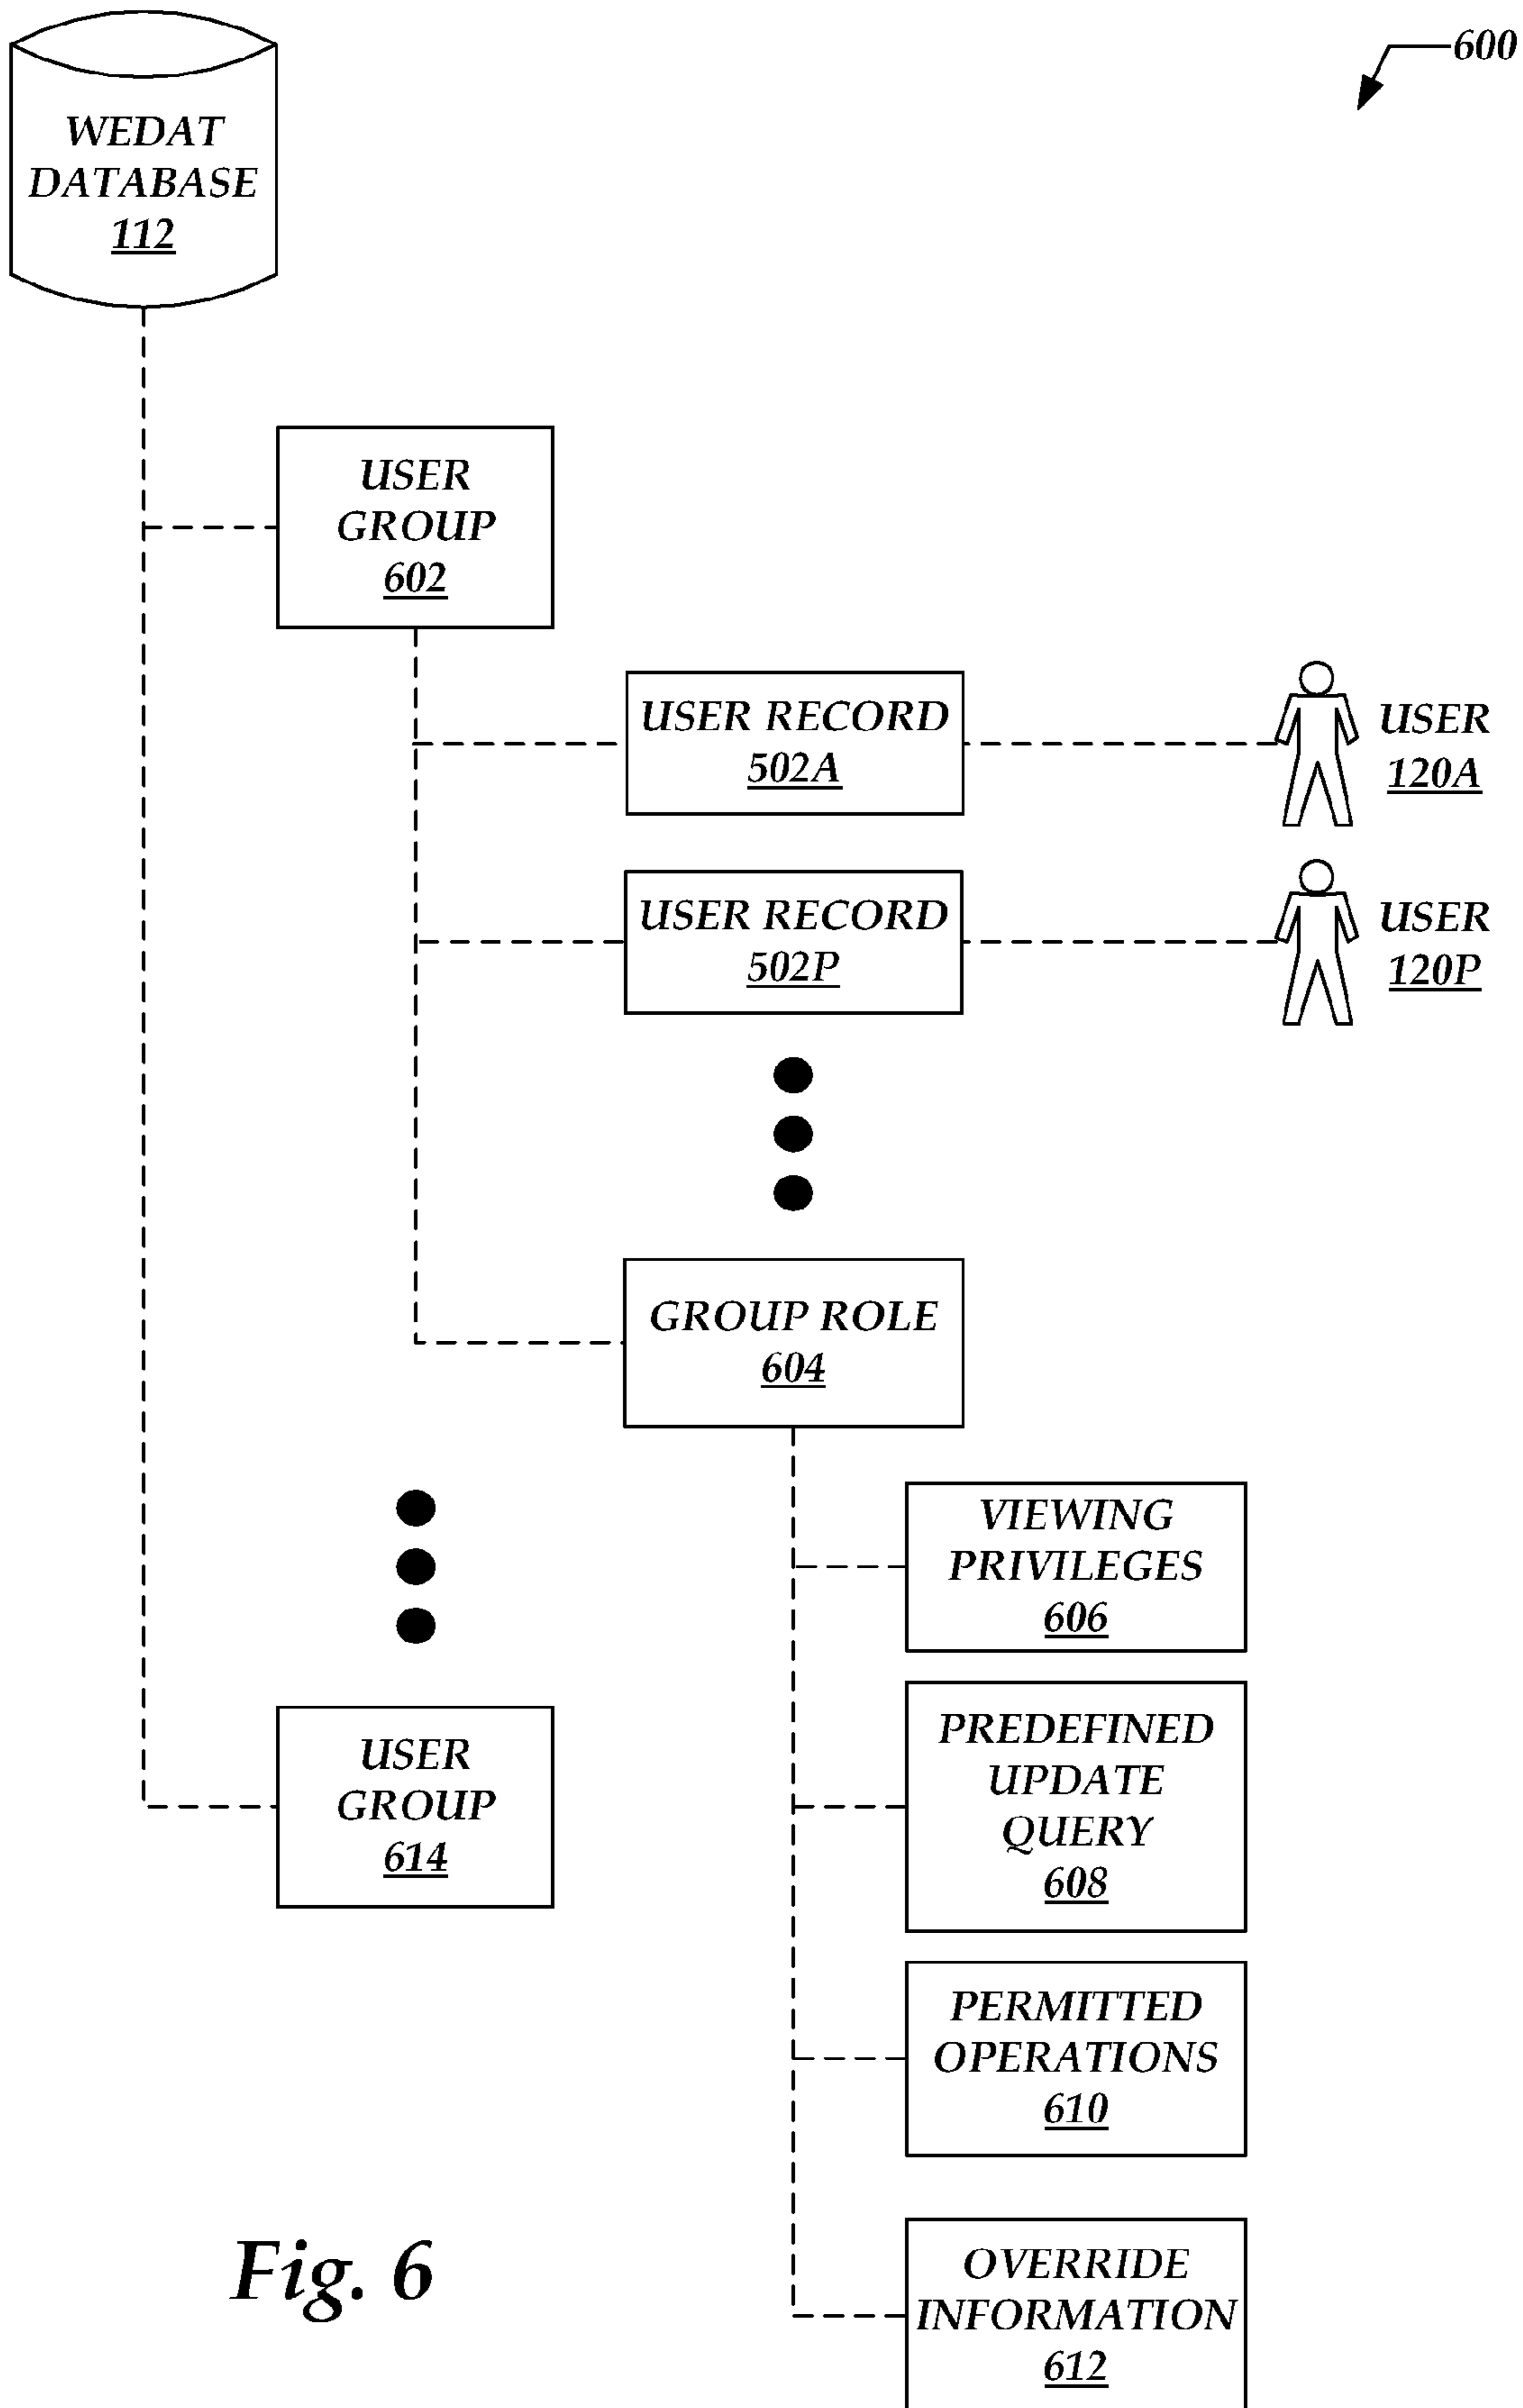 600
WEDAT
DATABASE
112
USER
GROUP
602
USER RECORD
502A
USER
120A
USER RECORD
502P
USER
120P
GROUP ROLE
604
VIEWING
PRIVILEGES
606
PREDEFINED
UPDATE
QUERY
608
USER
GROUP
614
PERMITTED
OPERATIONS
610
OVERRIDE
INFORMATION
612
Fig. 6